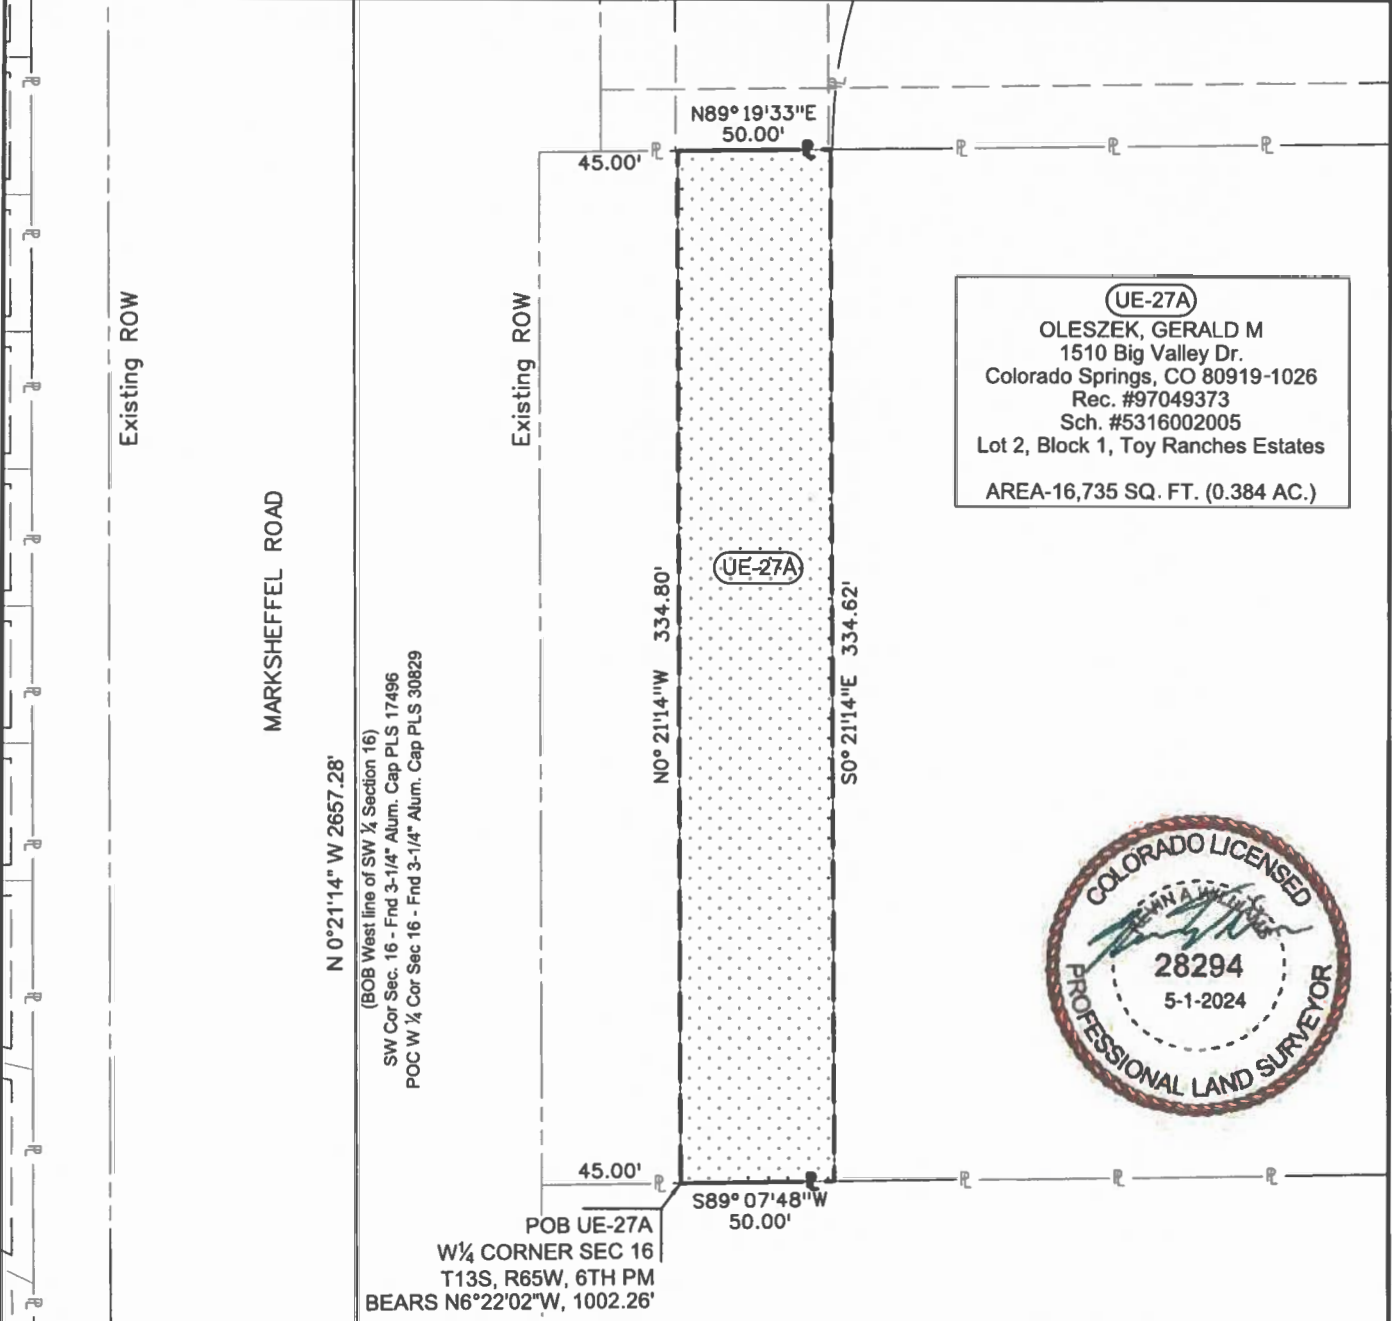 N89°19'33"E
50.00'
45.00'
Existing ROW
Existing ROW
UE-27A
OLESZEK, GERALD M
1510 Big Valley Dr.
Colorado Springs, CO 80919-1026
Rec. #97049373
Sch. #5316002005
Lot 2, Block 1, Toy Ranches Estates
AREA-16,735 SQ. FT. (0.384 AC.)
MARKSHEFFEL ROAD
UE-27A
N0°21'14"W 334.80'
S0°21'14"E 334.62'
N 0°21'14" W 2657.28'
(BOB West line of SW ¼ Section 16)
SW Cor Sec. 16 - Fnd 3-1/4" Alum. Cap PLS 17496
POC W ¼ Cor Sec 16 - Fnd 3-1/4" Alum. Cap PLS 30829
COLORADO LICENSED
28294
5-1-2024
PROFESSIONAL LAND SURVEYOR
45.00'
S89°07'48"W
50.00'
POB UE-27A
W¼ CORNER SEC 16
T13S, R65W, 6TH PM
BEARS N6°22'02"W, 1002.26'